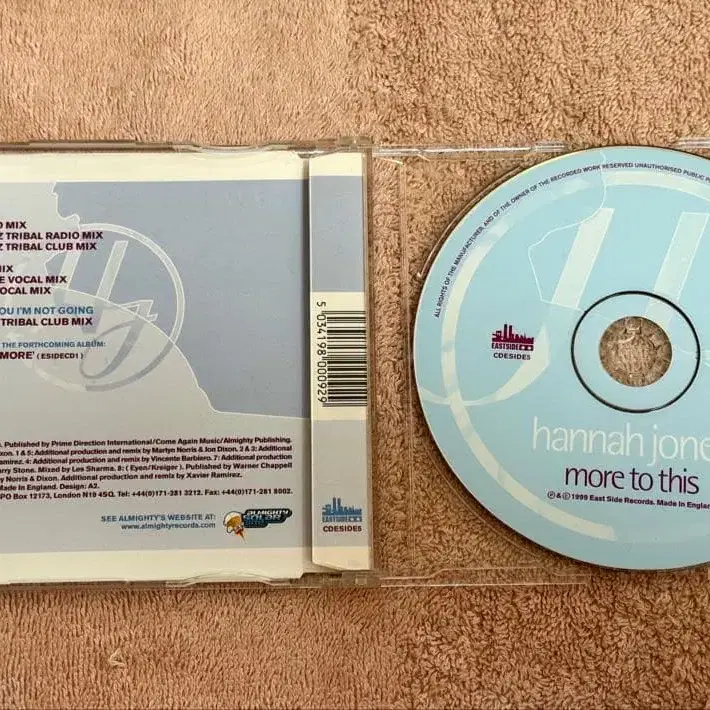 O MIX
Z TRIBAL RADIO MIX
Z TRIBAL CLUB MIX
MIX
E VOCAL MIX
OCAL MIX
YOU I'M NOT GOING
TRIBAL CLUB MIX
THE FORTHCOMING ALBUM:
MORE' (ESIDECD1)
Published by Prime Direction International/Come Again Music/Almighty Publishing.
ixon. 1 & 5: Additional production and remix by Martyn Norris & Jon Dixon. 2 & 3: Additional
amirez. 4: Additional production and remix by Vincente Barbiero. 7: Additional production
arry Stone. Mixed by Les Sharma. 8: (Eyen/Kreiger). Published by Warner Chappell
y Norris & Dixon. Additional production and remix by Xavier Ramirez.
Made in England. Design: A2.
PO Box 12173, London N19 4SQ. Tel: +44(0)171-281 3212. Fax: +44(0)171-281 8002.
SEE ALMIGHTY'S WEBSITE AT:
www.almightyrecords.com
ALMIGHTY
5 034198 000929
EASTSIDE
CDESIDE5
ALL RIGHTS OF THE MANUFACTURER, AND OF THE OWNER OF THE RECORDED WORK RESERVED UNAUTHORISED PUBLIC
HJ
EASTSIDE
CDESIDE5
hannah jone
more to this
℗ & © 1999 East Side Records. Made in England